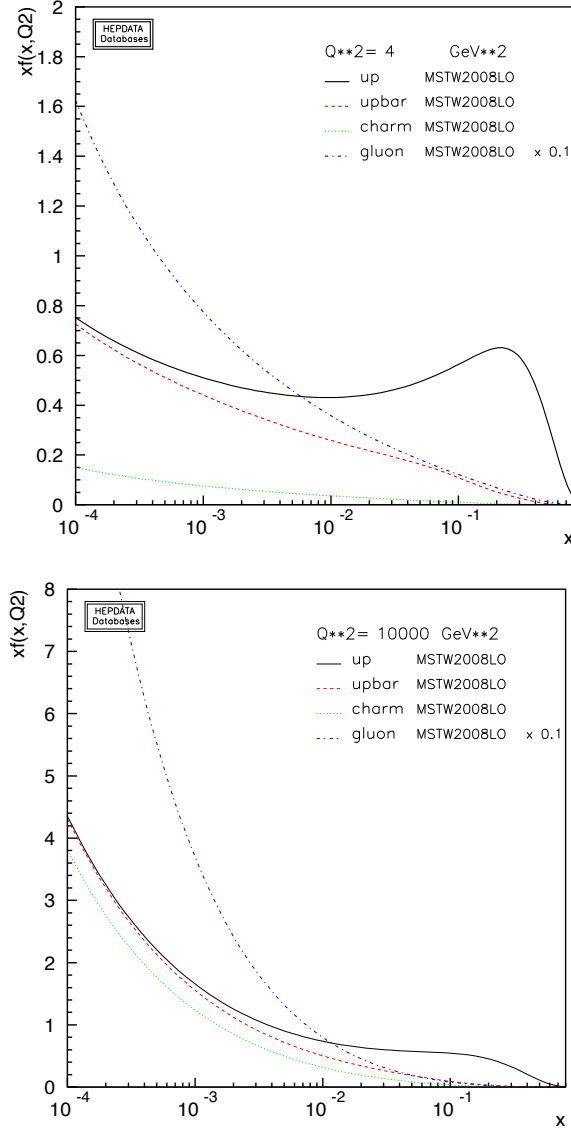 xf(x,Q2)
HEPDATA
Databases
Q**2= 4 GeV**2
up MSTW2008LO
upbar MSTW2008LO
charm MSTW2008LO
gluon MSTW2008LO x 0.1
2
1.8
1.6
1.4
1.2
1
0.8
0.6
0.4
0.2
0
10^-4 10^-3 10^-2 10^-1
x
xf(x,Q2)
HEPDATA
Databases
Q**2= 10000 GeV**2
up MSTW2008LO
upbar MSTW2008LO
charm MSTW2008LO
gluon MSTW2008LO x 0.1
8
7
6
5
4
3
2
1
0
10^-4 10^-3 10^-2 10^-1
x